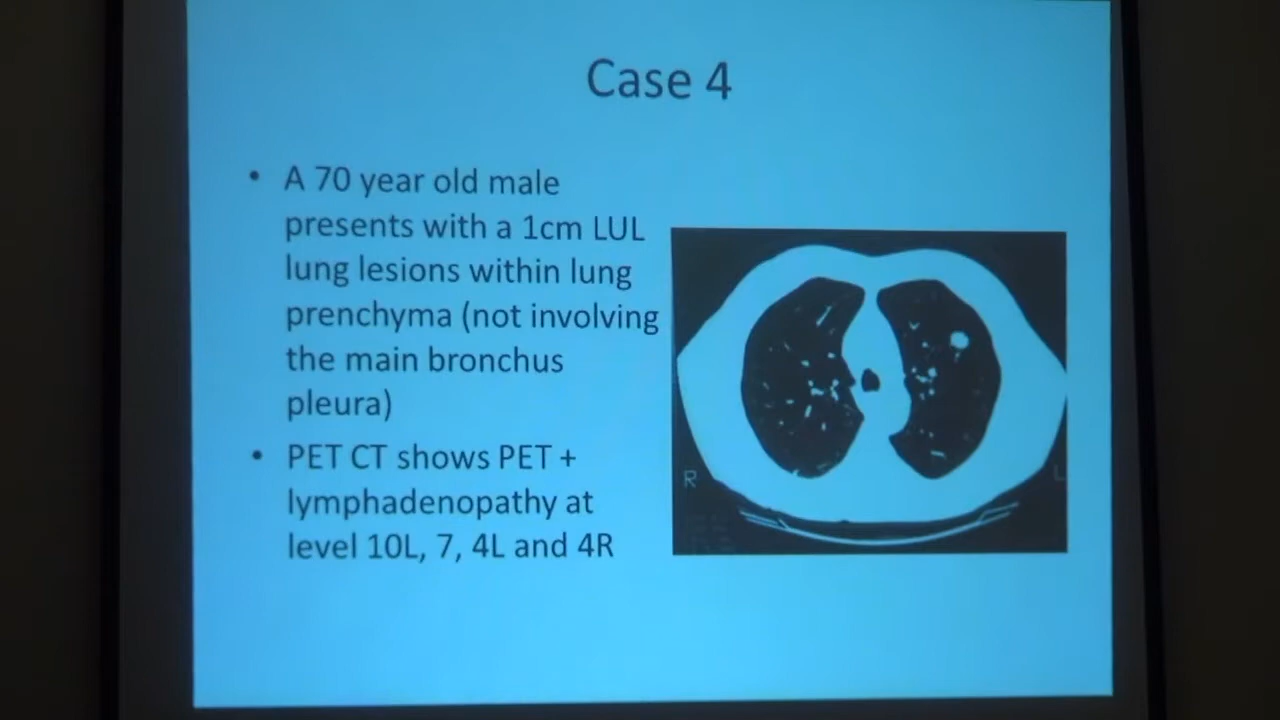 Case 4
• A 70 year old male
presents with a 1cm LUL
lung lesions within lung
prenchyma (not involving
the main bronchus
pleura)
• PET CT shows PET +
lymphadenopathy at
level 10L, 7, 4L and 4R
R
L